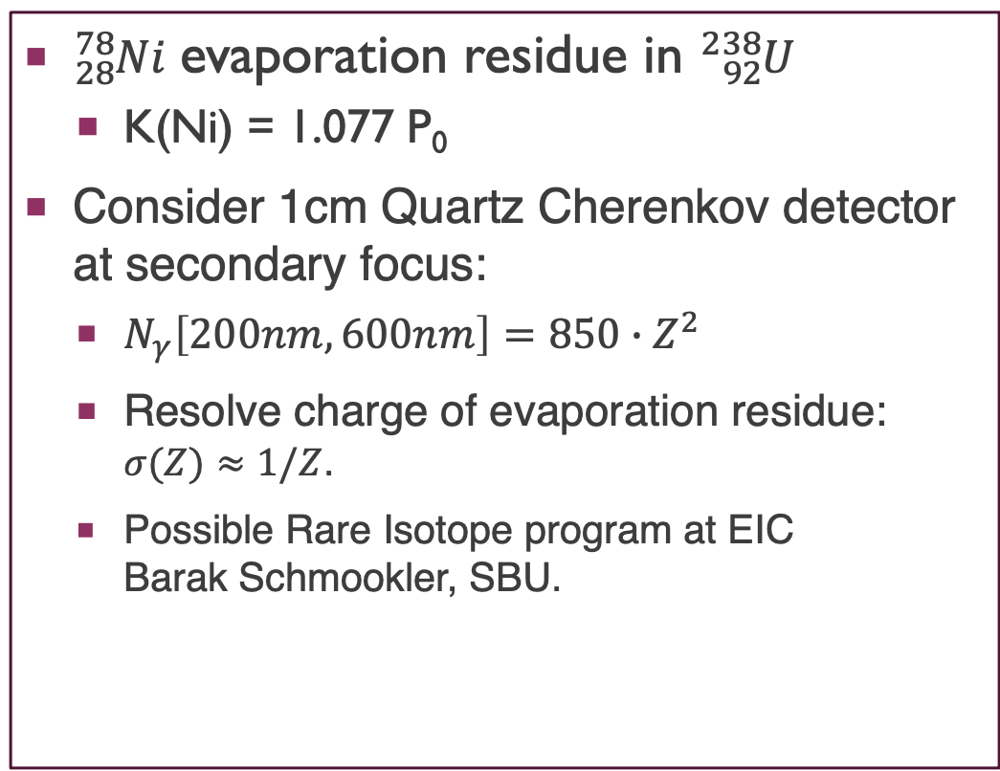 ▪ $^{78}_{28}Ni$ evaporation residue in $^{238}_{92}U$
▪ K(Ni) = 1.077 P$_0$
▪ Consider 1cm Quartz Cherenkov detector
at secondary focus:
▪ $N_\gamma[200nm, 600nm] = 850 \cdot Z^2$
▪ Resolve charge of evaporation residue:
$\sigma(Z) \approx 1/Z.$
▪ Possible Rare Isotope program at EIC
Barak Schmookler, SBU.